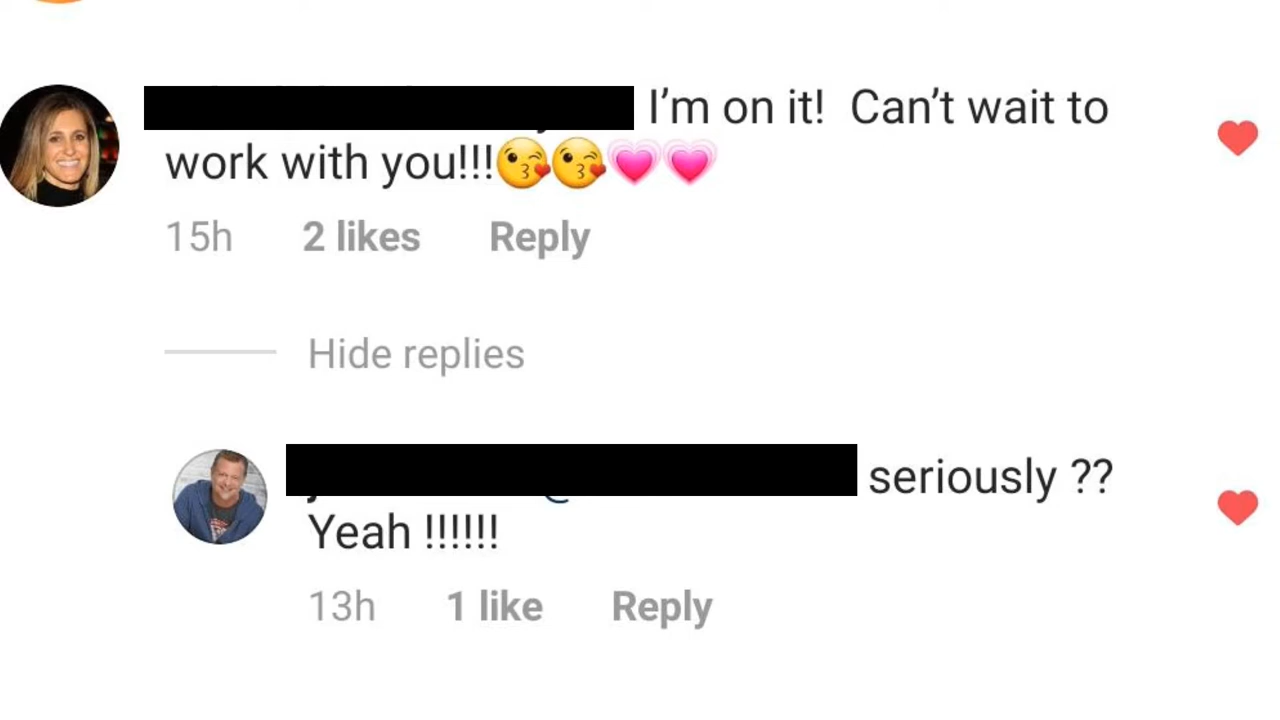 I’m on it!  Can’t wait to
work with you!!!😘😘💗💗
15h 2 likes Reply
Hide replies
seriously ??
Yeah !!!!!!
13h 1 like Reply